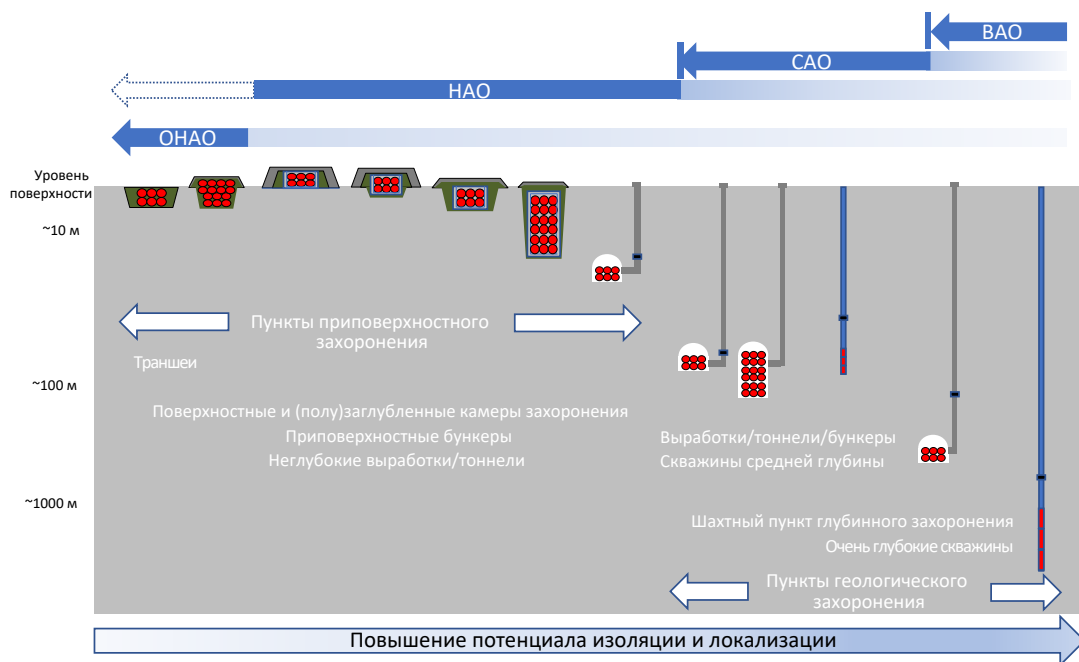 ВАО
САО
НАО
ОНАО
Уровень
поверхности
~10 м
Пункты приповерхностного
захоронения
Траншеи
~100 м
Поверхностные и (полу)заглубленные камеры захоронения
Приповерхностные бункеры
Неглубокие выработки/тоннели
Выработки/тоннели/бункеры
Скважины средней глубины
~1000 м
Шахтный пункт глубинного захоронения
Очень глубокие скважины
Пункты геологического
захоронения
Повышение потенциала изоляции и локализации